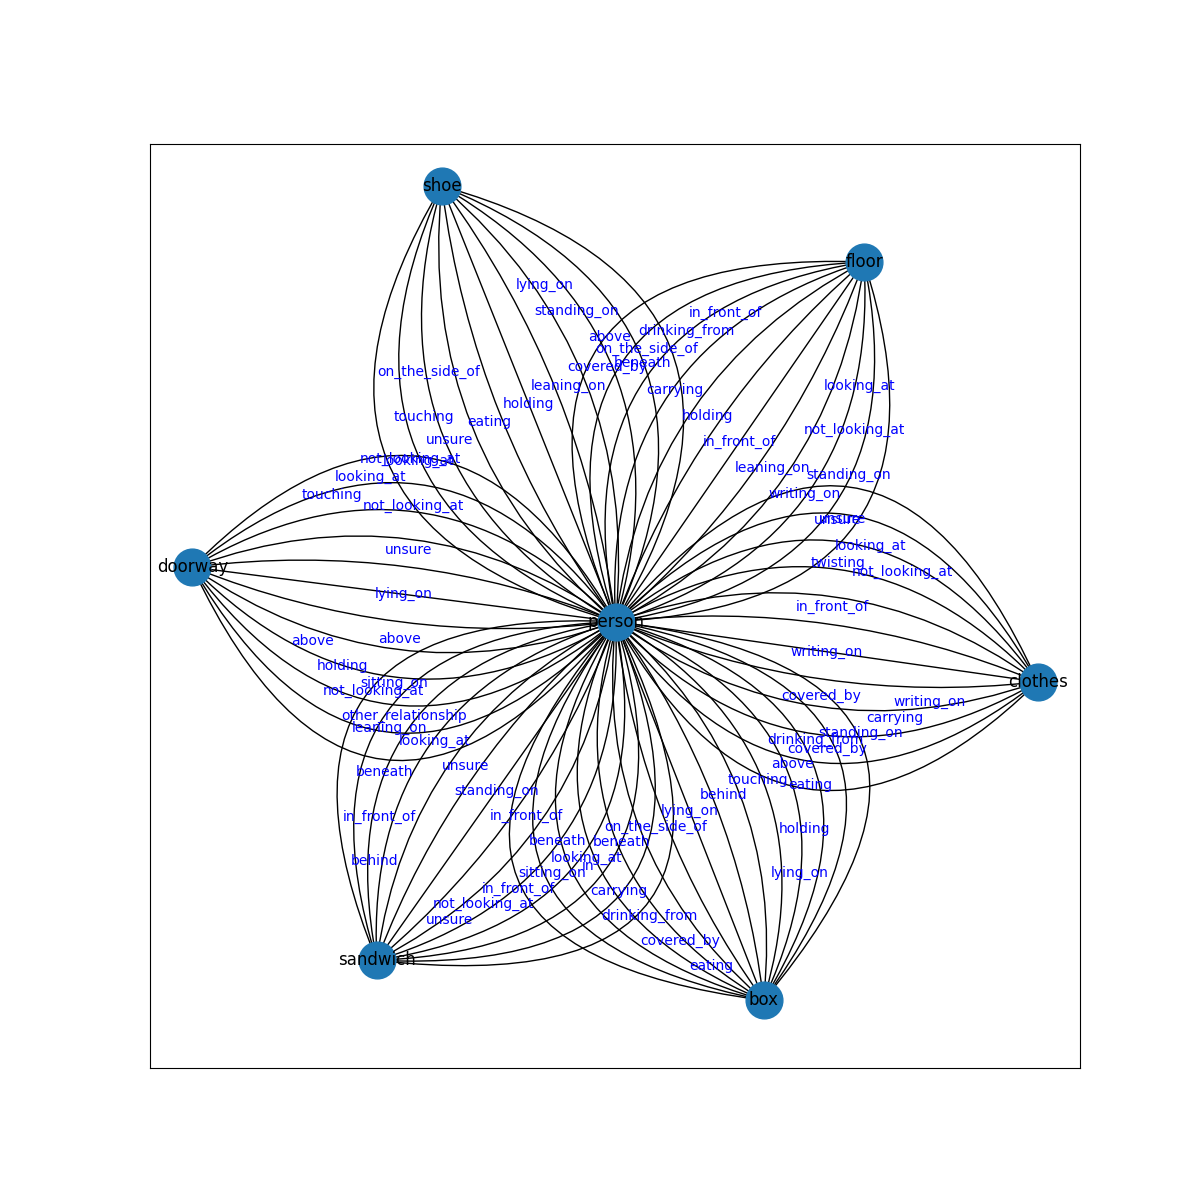 shoe
floor
lying_on
standing_on
in_front_of
drinking_from
above
on_the_side_of
beneath
covered_by
on_the_side_of
leaning_on
carrying
looking_at
holding
touching
eating
holding
not_looking_at
unsure
in_front_of
not_looking_at
looking_at
looking_at
leaning_on
standing_on
touching
writing_on
not_looking_at
unsure
unsure
unsure
looking_at
twisting
not_looking_at
doorway
lying_on
in_front_of
person
above
above
writing_on
holding
sitting_on
clothes
not_looking_at
covered_by
writing_on
other_relationship
carrying
leaning_on
standing_on
looking_at
drinking_from
covered_by
beneath
unsure
above
touching
eating
standing_on
behind
in_front_of
in_front_of
lying_on
on_the_side_of
holding
beneath
beneath
behind
looking_at
in
sitting_on
lying_on
in_front_of
carrying
not_looking_at
unsure
drinking_from
covered_by
sandwich
eating
box